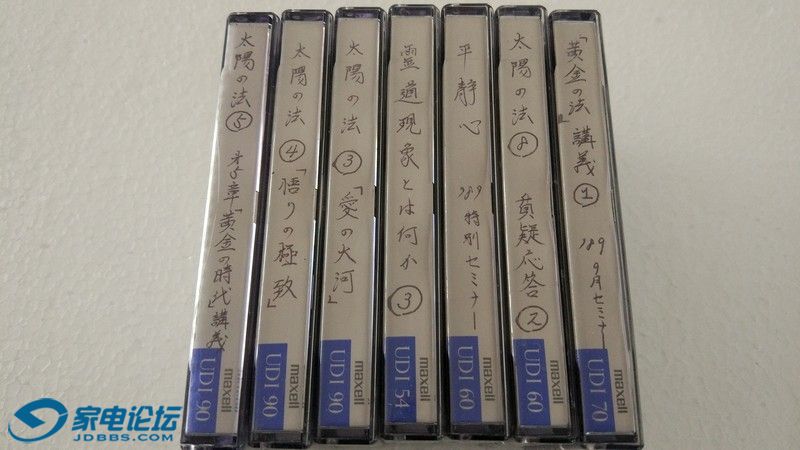 太陽の法⑤ 第5章「黄金の時代」講義
maxell
UDI 90
太陽の法④「悟りの極致」
maxell
UDI 90
太陽の法③「愛の大河」
maxell
UDI 90
霊道現象とは何か③
maxell
UDI 54
平静心 '89特別セミナー
maxell
UDI 60
太陽の法⑧ 質疑応答②
maxell
UDI 60
『黄金の法』講義① '89 9月セミナー
maxell
UDI 70
家电论坛
JDBBS.COM